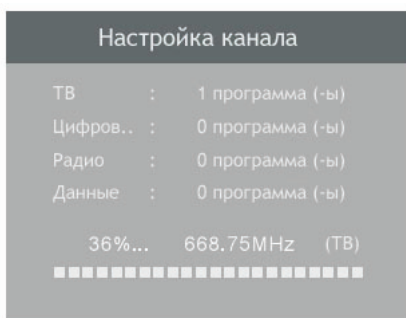 Настройка канала
ТВ : 1 программа (-ы)
Цифров.. : 0 программа (-ы)
Радио : 0 программа (-ы)
Данные : 0 программа (-ы)
36%... 668.75MHz (ТВ)